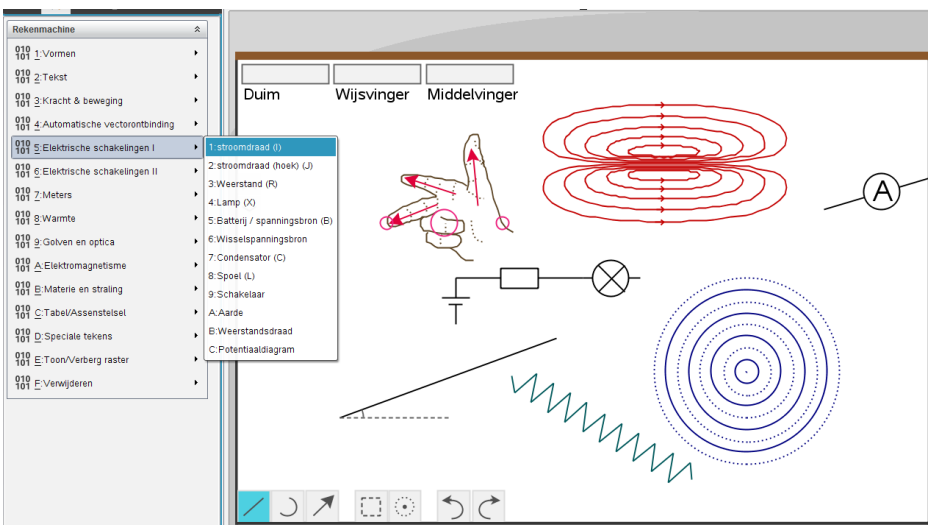 Rekenmachine
010
101 1:Vormen
010
101 2:Tekst
010
101 3:Kracht & beweging
010
101 4:Automatische vectorontbinding
010
101 5:Elektrische schakelingen I
010
101 6:Elektrische schakelingen II
010
101 7:Meters
010
101 8:Warmte
010
101 9:Golven en optica
010
101 A:Elektromagnetisme
010
101 B:Materie en straling
010
101 C:Tabel/Assenstelsel
010
101 D:Speciale tekens
010
101 E:Toon/Verberg raster
010
101 F:Verwijderen
1:stroomdraad (I)
2:stroomdraad (hoek) (J)
3:Weerstand (R)
4:Lamp (X)
5:Batterij / spanningsbron (B)
6:Wisselspanningsbron
7:Condensator (C)
8:Spoel (L)
9:Schakelaar
A:Aarde
B:Weerstandsdraad
C:Potentiaaldiagram
Duim Wijsvinger Middelvinger
A